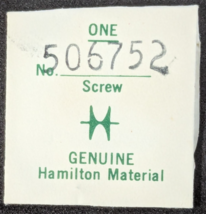 ONE
No. 506752
Screw
GENUINE
Hamilton Material